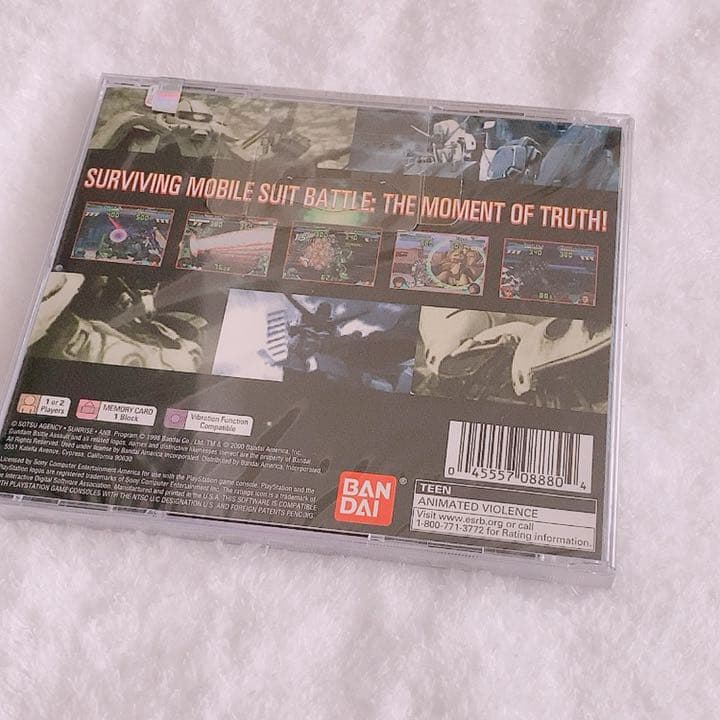 SURVIVING MOBILE SUIT BATTLE: THE MOMENT OF TRUTH!
1 or 2
Players
MEMORY CARD
1 Block
Vibration Function
Compatible
© SOTSU AGENCY • SUNRISE • ANB. Program © 1998 Bandai Co., Ltd. TM & © 2000 Bandai America, Inc.
Gundam Battle Assault and all related logos, names and distinctive likenesses thereof are the property of Bandai
All Rights Reserved. Used under license by Bandai America Incorporated. Distributed by Bandai America, Incorporated,
5551 Katella Avenue, Cypress, California 90630
Licensed by Sony Computer Entertainment America for use with the PlayStation game console. PlayStation and the
PlayStation logos are registered trademarks of Sony Computer Entertainment Inc. The ratings icon is a trademark of
Interactive Digital Software Association. Manufactured and printed in the U.S.A. THIS SOFTWARE IS COMPATIBLE
PLAYSTATION GAME CONSOLES WITH THE NTSC U/C DESIGNATION. U.S. AND FOREIGN PATENTS PENDING.
BAN
DAI
0 45557 08880 4
TEEN
ANIMATED VIOLENCE
Visit www.esrb.org or call
1-800-771-3772 for Rating information.